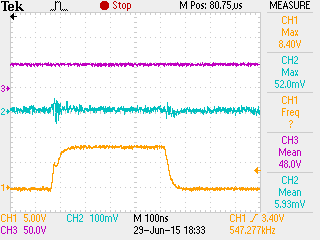 Tek Stop M Pos: 80.75µs MEASURE
CH1
Max
8.40V
CH2
Max
52.0mV
CH1
Freq
?
CH3
Mean
48.0V
CH2
Mean
5.93mV
3
2
1
CH1 5.00V CH2 100mV M 100ns CH1 3.40V
CH3 50.0V 29-Jun-15 18:33 547.277kHz